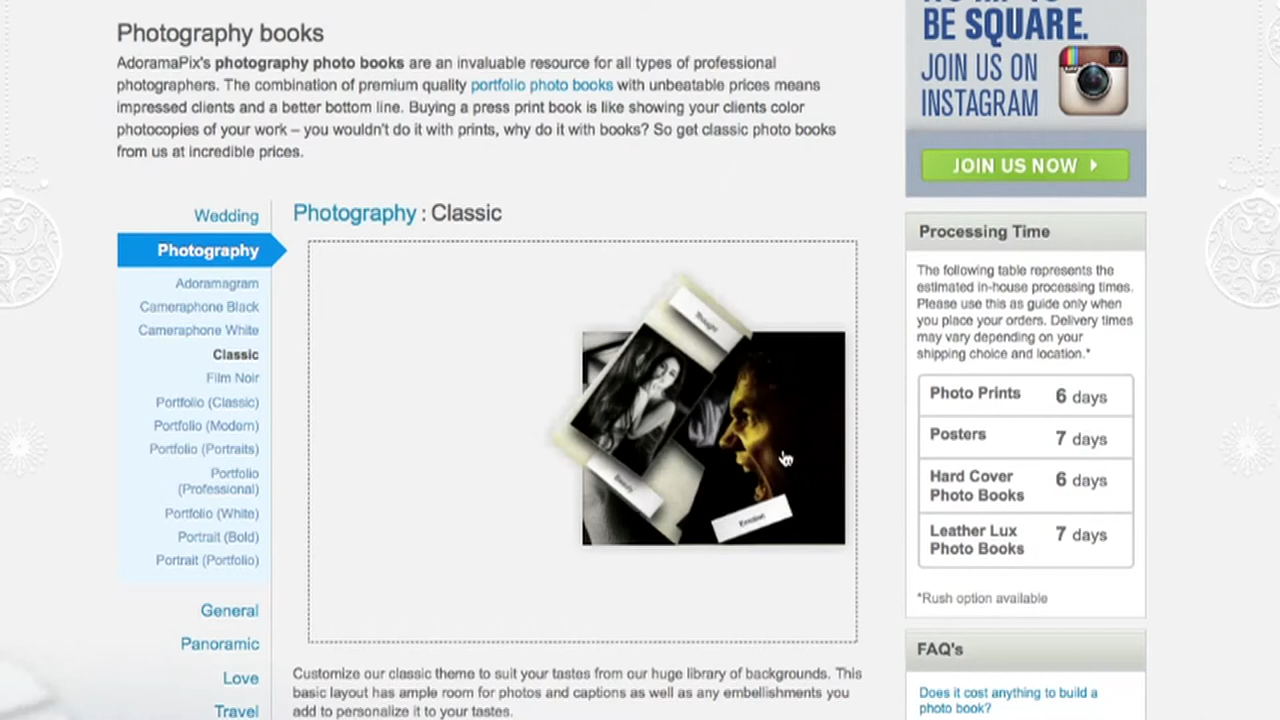 Photography books
AdoramaPix's photography photo books are an invaluable resource for all types of professional
photographers. The combination of premium quality portfolio photo books with unbeatable prices means
impressed clients and a better bottom line. Buying a press print book is like showing your clients color
photocopies of your work – you wouldn't do it with prints, why do it with books? So get classic photo books
from us at incredible prices.
Wedding
Photography
Adoramagram
Cameraphone Black
Cameraphone White
Classic
Film Noir
Portfolio (Classic)
Portfolio (Modern)
Portfolio (Portraits)
Portfolio
(Professional)
Portfolio (White)
Portrait (Bold)
Portrait (Portfolio)
General
Panoramic
Love
Travel
Photography : Classic
Thought
Beauty
Emotion
Customize our classic theme to suit your tastes from our huge library of backgrounds. This
basic layout has ample room for photos and captions as well as any embellishments you
add to personalize it to your tastes.
BE SQUARE.
JOIN US ON
INSTAGRAM
JOIN US NOW
Processing Time
The following table represents the
estimated in-house processing times.
Please use this as guide only when
you place your orders. Delivery times
may vary depending on your
shipping choice and location.*
Photo Prints 6 days
Posters 7 days
Hard Cover
Photo Books 6 days
Leather Lux
Photo Books 7 days
*Rush option available
FAQ's
Does it cost anything to build a
photo book?